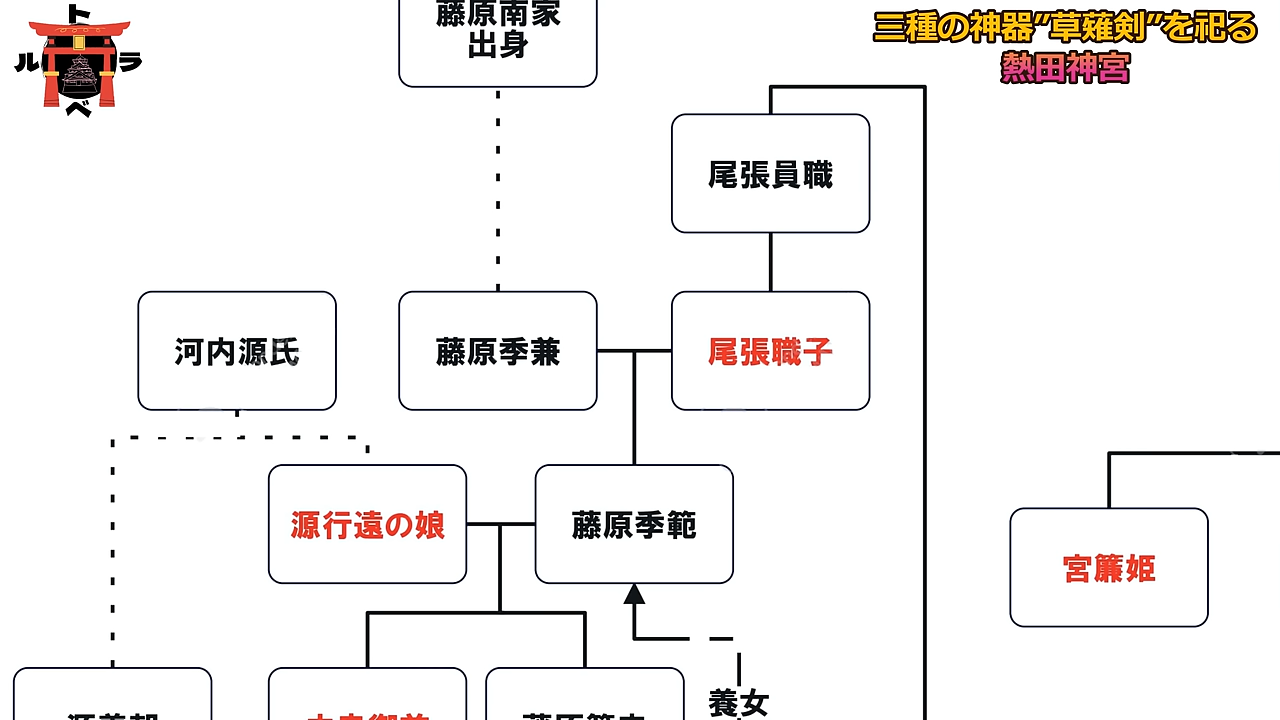 トラベル
三種の神器"草薙剣"を祀る
熱田神宮
藤原南家
出身
尾張員職
河内源氏
藤原季兼
尾張職子
源行遠の娘
藤原季範
宮簾姫
養女